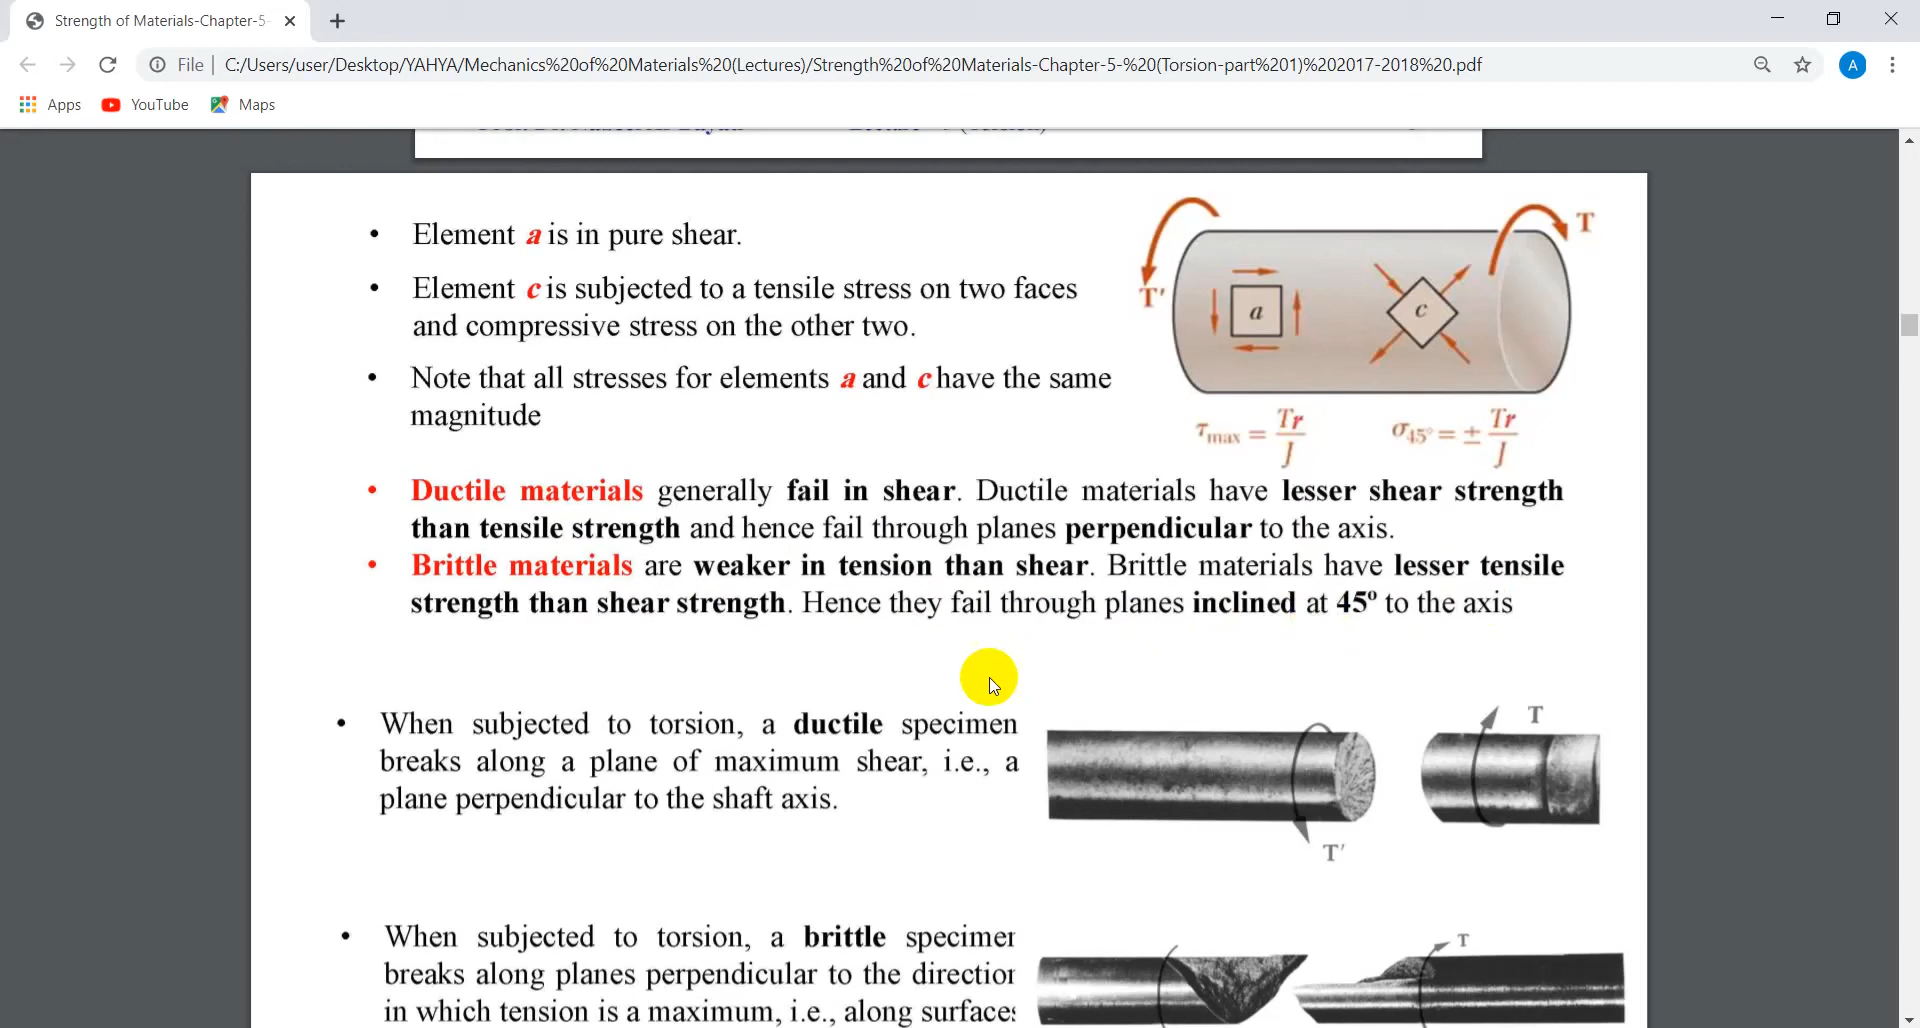 Strength of Materials-Chapter-5-
File | C:/Users/user/Desktop/YAHYA/Mechanics%20of%20Materials%20(Lectures)/Strength%20of%20Materials-Chapter-5-%20(Torsion-part%201)%202017-2018%20.pdf
A
Apps YouTube Maps
• Element a is in pure shear.
• Element c is subjected to a tensile stress on two faces
and compressive stress on the other two.
• Note that all stresses for elements a and c have the same
magnitude
T
T'
a
c
τmax = Tr/J
σ45° = ± Tr/J
• Ductile materials generally fail in shear. Ductile materials have lesser shear strength
than tensile strength and hence fail through planes perpendicular to the axis.
• Brittle materials are weaker in tension than shear. Brittle materials have lesser tensile
strength than shear strength. Hence they fail through planes inclined at 45º to the axis
• When subjected to torsion, a ductile specimen
breaks along a plane of maximum shear, i.e., a
plane perpendicular to the shaft axis.
T
T'
• When subjected to torsion, a brittle specimen
breaks along planes perpendicular to the direction
in which tension is a maximum, i.e., along surfaces
T